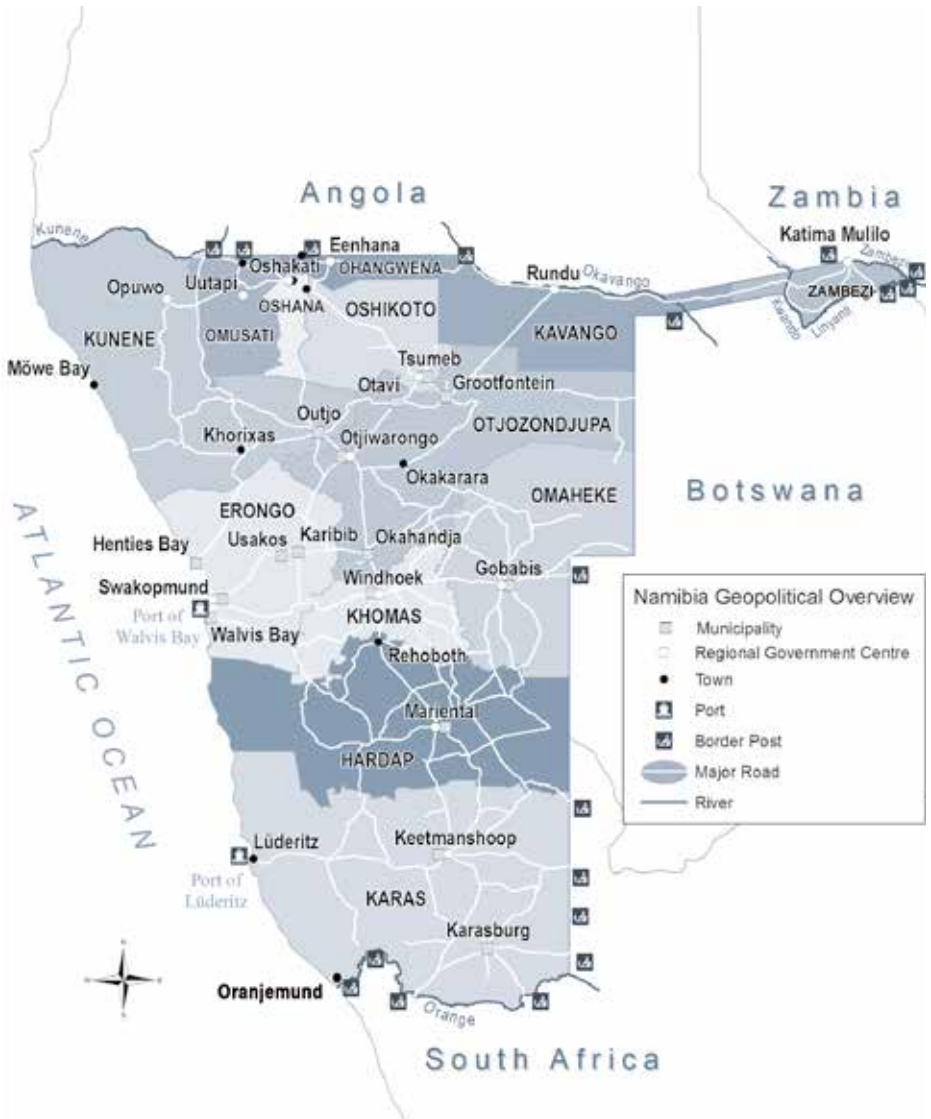 Angola
Zambia
Kunene
Katima Mulilo
Zambezi
Eenhana
Oshakati
OHANGWENA
Rundu
Okavango
Uutapi
Opuwo
OSHANA
OSHIKOTO
ZAMBEZI
Kwando
Linyanti
KUNENE
OMUSATI
KAVANGO
Möwe Bay
Tsumeb
Otavi
Grootfontein
Outjo
OTJOZONDJUPA
Khorixas
Otjiwarongo
Okakarara
OMAHEKE
Botswana
ATLANTIC OCEAN
ERONGO
Usakos
Karibib
Okahandja
Henties Bay
Windhoek
Gobabis
Swakopmund
Port of
Walvis Bay
KHOMAS
Walvis Bay
Rehoboth
Mariental
HARDAP
Namibia Geopolitical Overview
Municipality
Regional Government Centre
Town
Port
Border Post
Major Road
River
Lüderitz
Keetmanshoop
Port of
Lüderitz
KARAS
Karasburg
Oranjemund
Orange
South Africa